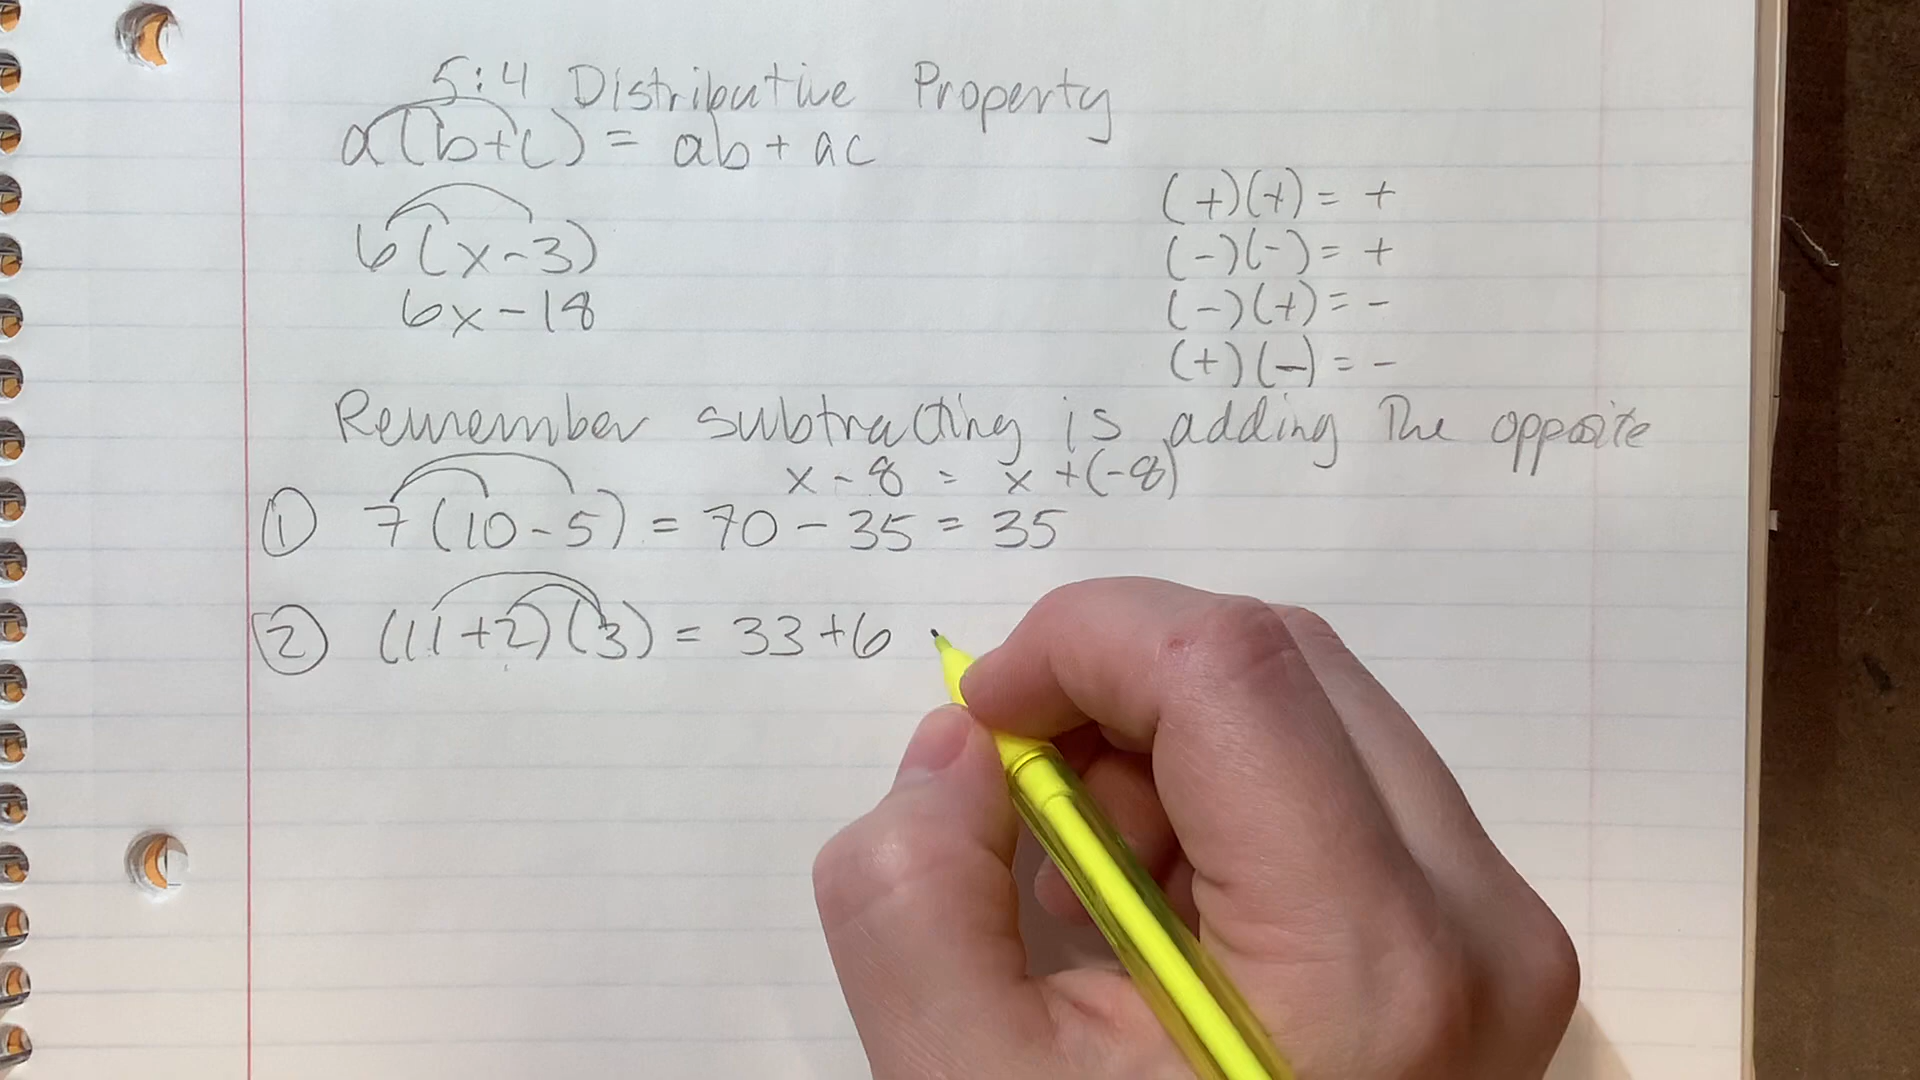 5:4 Distributive Property
a(b+c) = ab + ac
6(x-3)
6x-18
(+)(+) = +
(-)(-) = +
(-)(+) = -
(+)(-) = -
Remember subtracting is adding The opposite
x - 8 = x +(-8)
① 7(10-5) = 70 - 35 = 35
② (11+2)(3) = 33+6